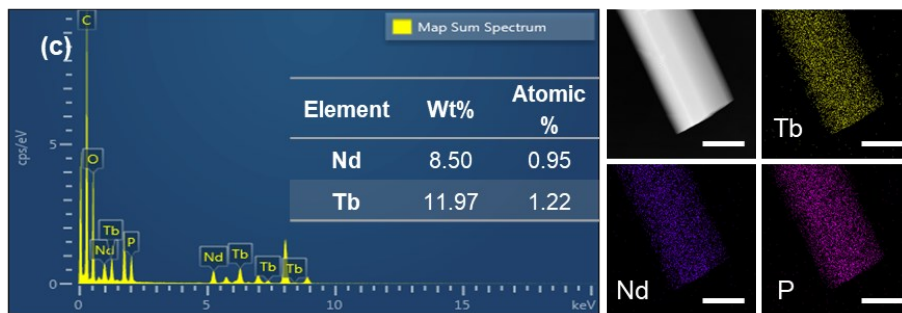 (c)
Map Sum Spectrum
C
O
Tb
Nd
P
Nd
Tb
Tb
Tb
cps/eV
5
0
0
5
10
15
keV
Element Wt% Atomic %
Nd 8.50 0.95
Tb 11.97 1.22
Tb
Nd
P